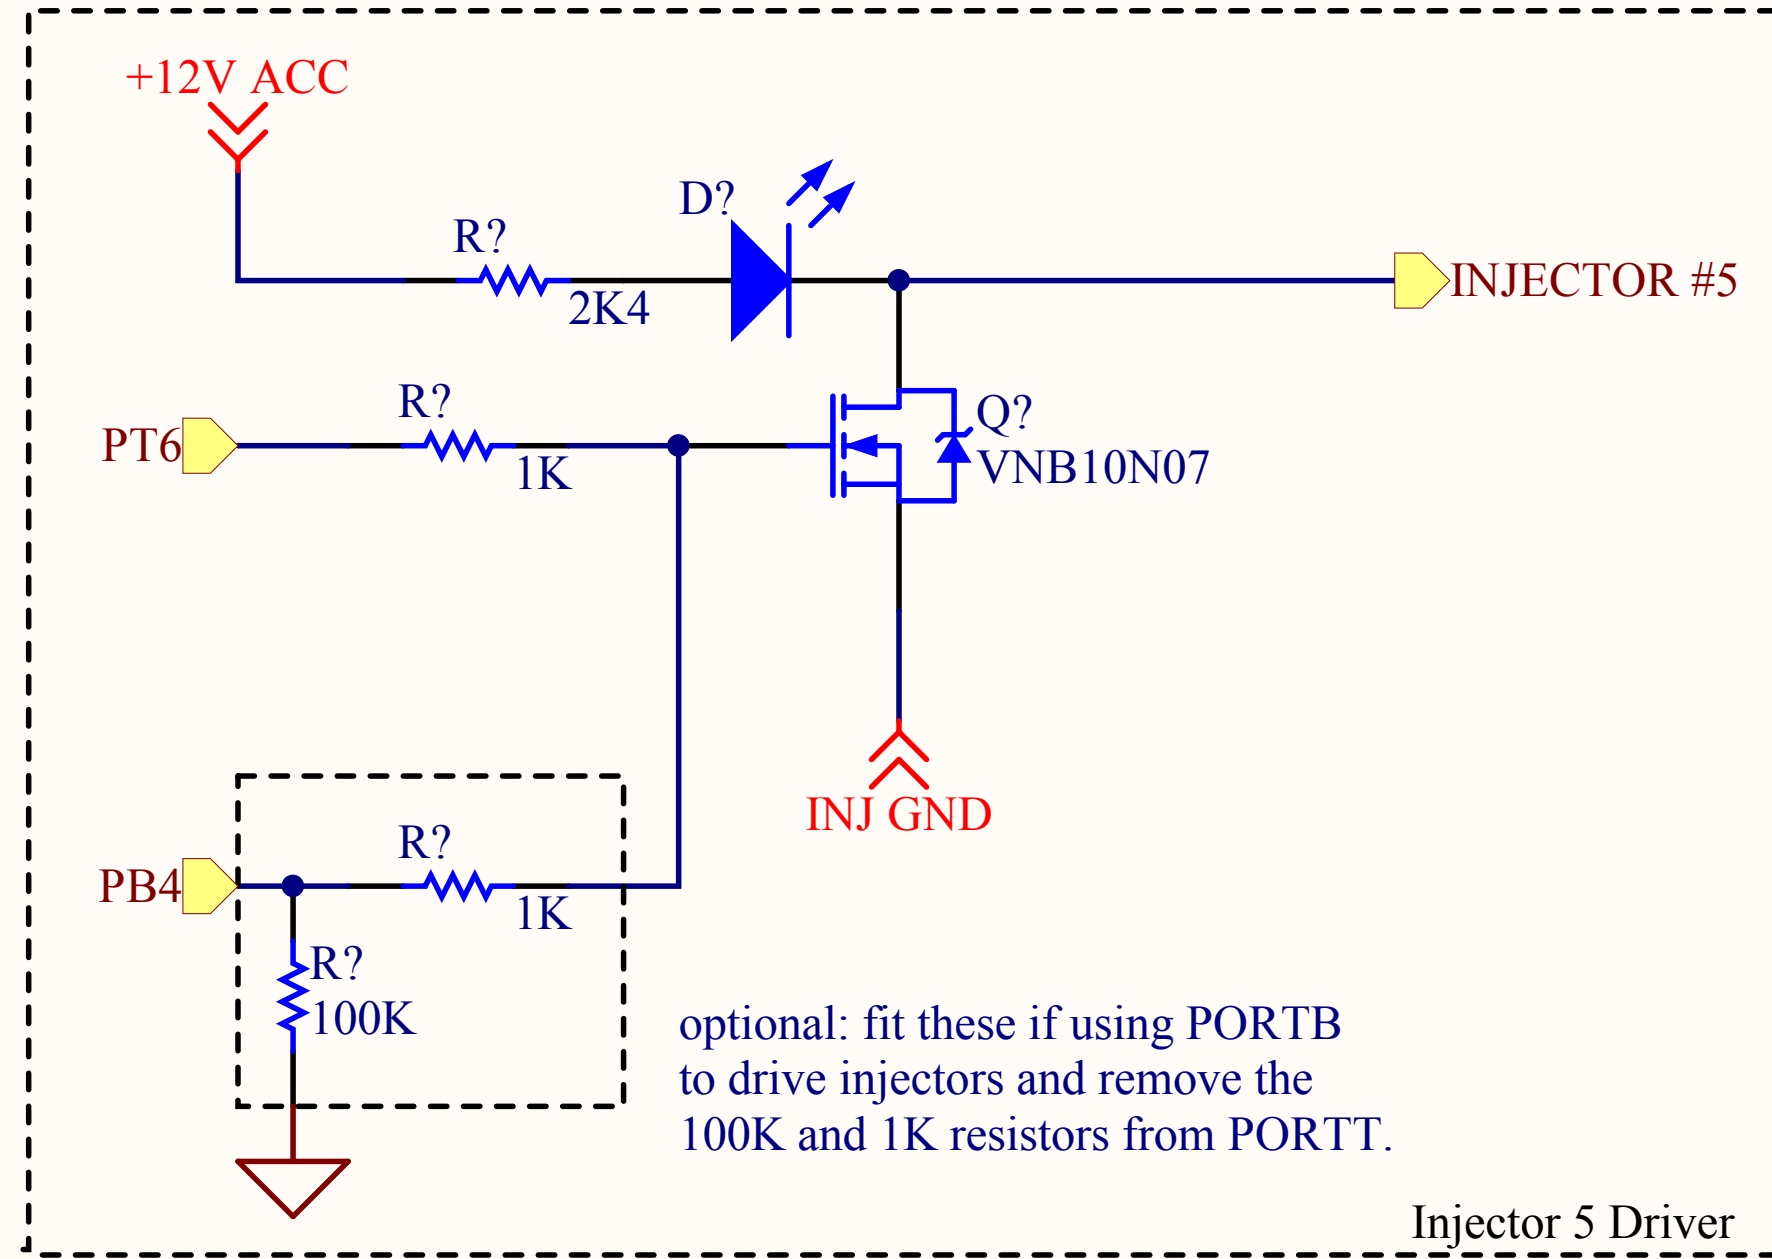 +12V ACC
D?
R?
2K4
INJECTOR #5
R?
PT6
1K
Q?
VNB10N07
INJ GND
R?
PB4
1K
R?
100K
optional: fit these if using PORTB
to drive injectors and remove the
100K and 1K resistors from PORTT.
Injector 5 Driver